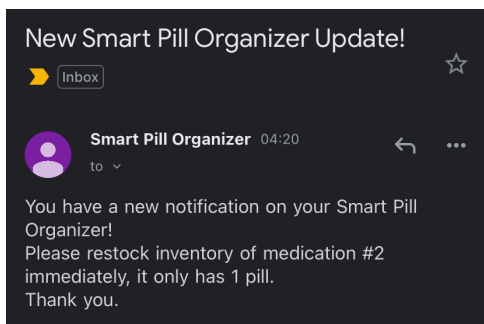 New Smart Pill Organizer Update!
Inbox
Smart Pill Organizer 04:20
to
You have a new notification on your Smart Pill
Organizer!
Please restock inventory of medication #2
immediately, it only has 1 pill.
Thank you.